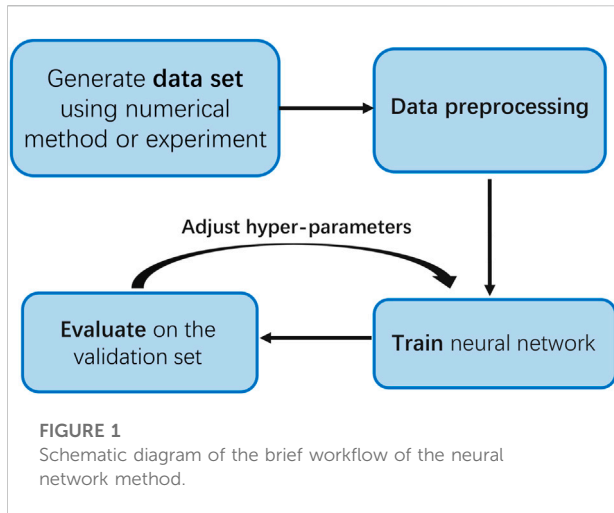 Generate data set
using numerical
method or experiment
Data preprocessing
Adjust hyper-parameters
Evaluate on the
validation set
Train neural network
FIGURE 1
Schematic diagram of the brief workflow of the neural
network method.